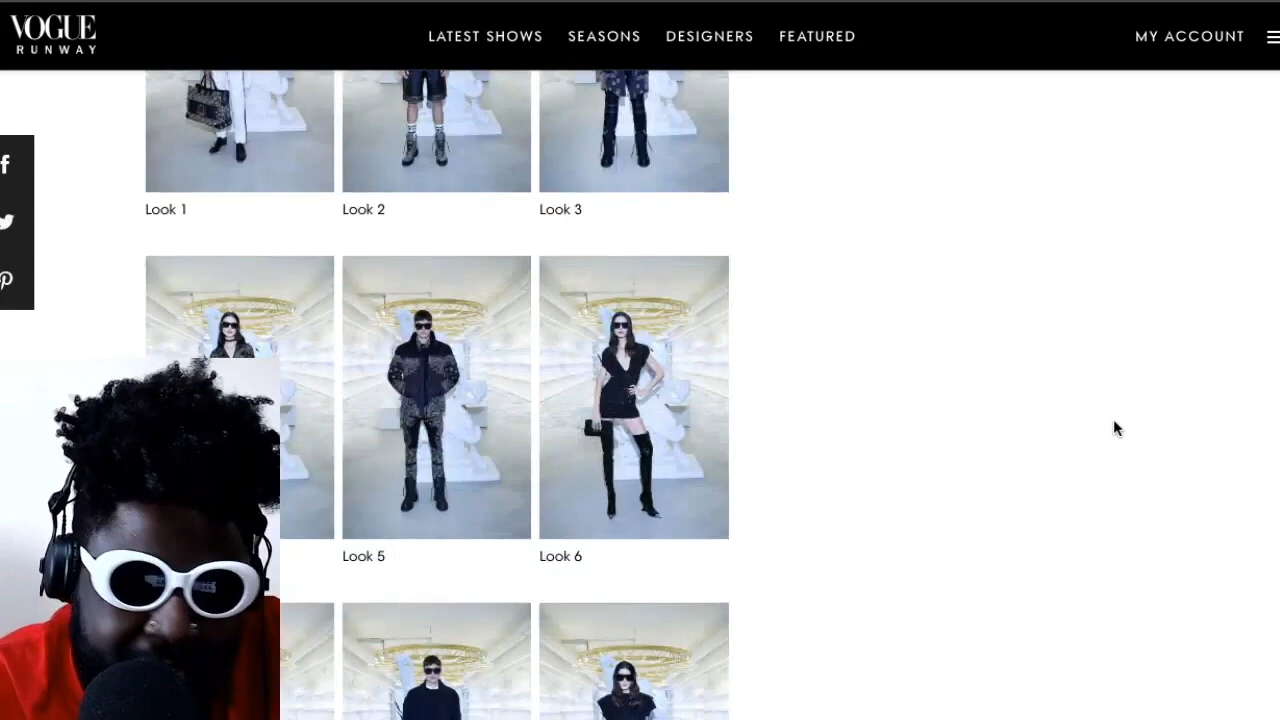 VOGUE
RUNWAY
LATEST SHOWS SEASONS DESIGNERS FEATURED
MY ACCOUNT
Look 1 Look 2 Look 3
Look 5 Look 6